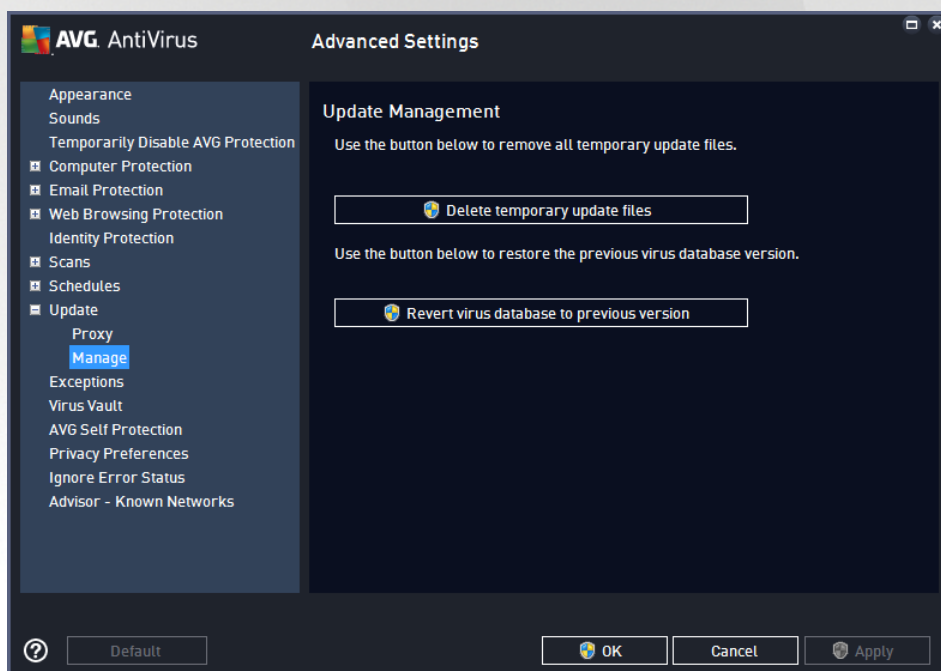 AVG AntiVirus
Advanced Settings
Appearance
Sounds
Temporarily Disable AVG Protection
Computer Protection
Email Protection
Web Browsing Protection
Identity Protection
Scans
Schedules
Update
Proxy
Manage
Exceptions
Virus Vault
AVG Self Protection
Privacy Preferences
Ignore Error Status
Advisor - Known Networks
Update Management
Use the button below to remove all temporary update files.
Delete temporary update files
Use the button below to restore the previous virus database version.
Revert virus database to previous version
Default
OK
Cancel
Apply